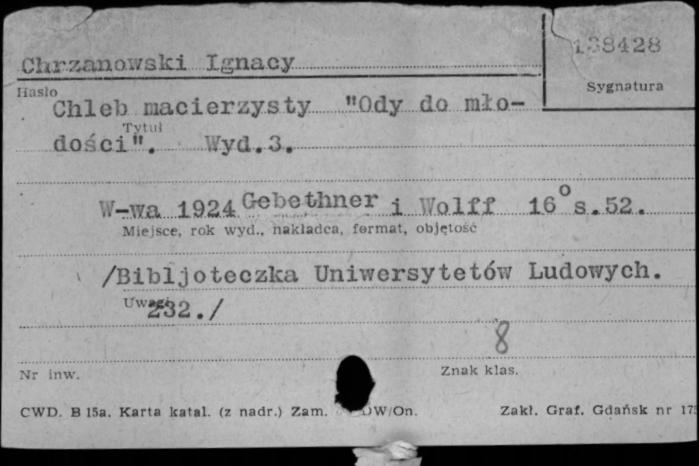 138428
Chrzanowski Ignacy
Sygnatura
Hasło
Chleb macierzysty "Ody do mło-
Tytuł
dości". Wyd.3.
W-wa 1924 Gebethner i Wolff 16° s.52.
Miejsce, rok wyd., nakładca, format, objętość
/Bibljoteczka Uniwersytetów Ludowych.
Uwagi
232./
8
Nr inw.
Znak klas.
CWD. B 15a. Karta katal. (z nadr.) Zam. DW/On. Zakł. Graf. Gdańsk nr